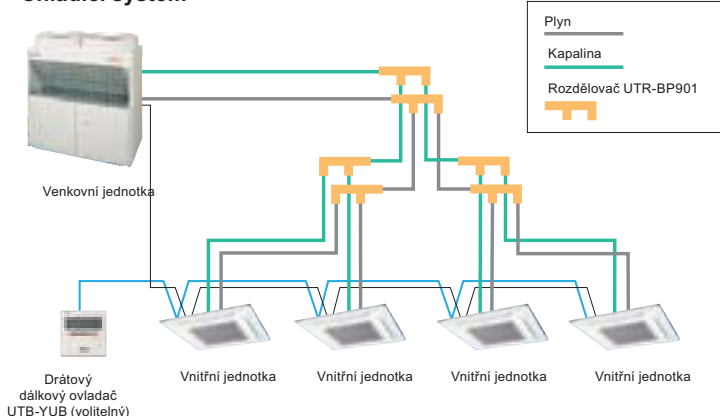 Plyn
Kapalina
Rozdělovač UTR-BP901
Venkovní jednotka
Drátový
dálkový ovladač
UTB-YUB (volitelný)
Vnitřní jednotka
Vnitřní jednotka
Vnitřní jednotka
Vnitřní jednotka